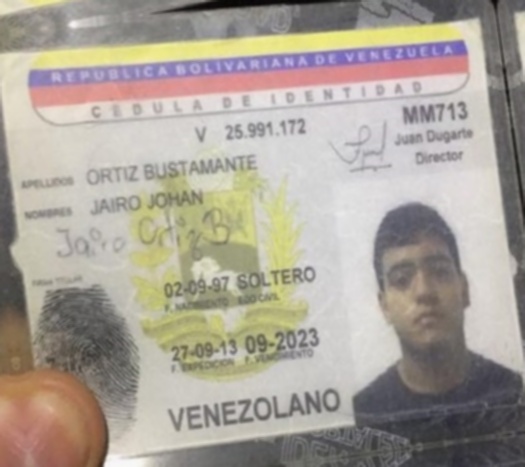 REPUBLICA BOLIVARIANA DE VENEZUELA
CEDULA DE IDENTIDAD
V 25.991.172
MM713
Juan Dugarte
Director
APELLIDOS ORTIZ BUSTAMANTE
NOMBRES JAIRO JOHAN
Jairo Ortiz B
FIRMA TITULAR
02-09-97 SOLTERO
F. NACIMIENTO EDO CIVIL
27-09-13 09-2023
F. EXPEDICION F. VENCIMIENTO
VENEZOLANO